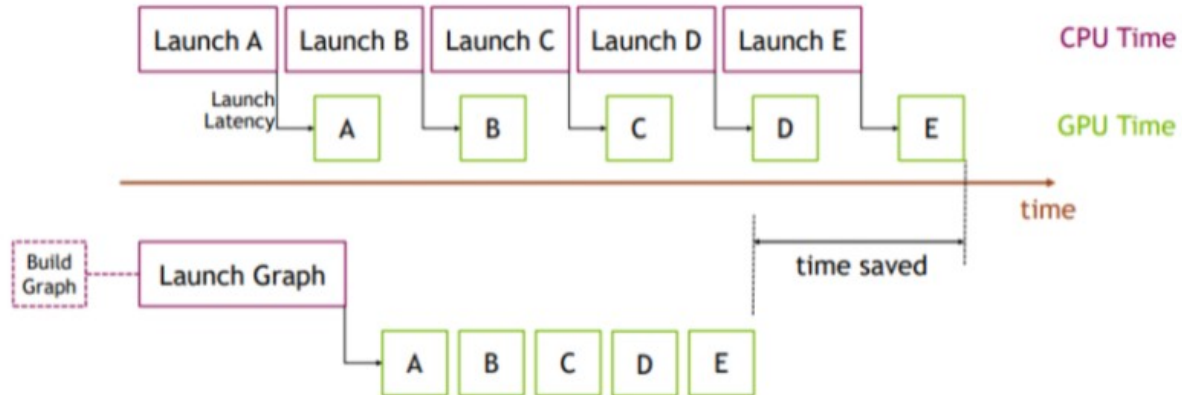 Launch A
Launch B
Launch C
Launch D
Launch E
CPU Time
Launch
Latency
A
B
C
D
E
GPU Time
time
Build
Graph
Launch Graph
time saved
A
B
C
D
E